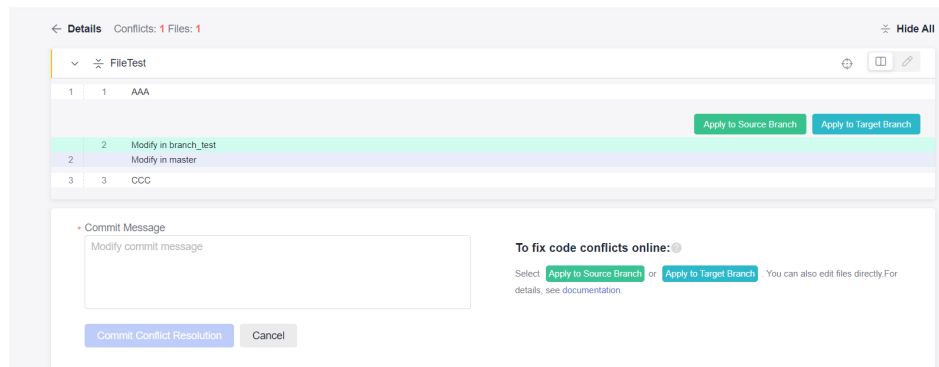 Details Conflicts: 1 Files: 1 Hide All
FileTest
1 1 AAA
Apply to Source Branch Apply to Target Branch
2 Modify in branch_test
2 Modify in master
3 3 CCC
* Commit Message
Modify commit message
To fix code conflicts online:
Select Apply to Source Branch or Apply to Target Branch . You can also edit files directly.For
details, see documentation.
Commit Conflict Resolution Cancel